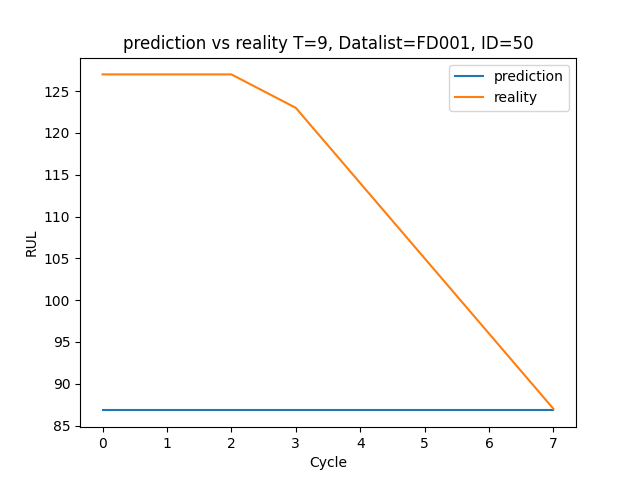 prediction vs reality T=9, Datalist=FD001, ID=50
prediction
reality
125
120
115
110
105
100
95
90
85
RUL
0 1 2 3 4 5 6 7
Cycle